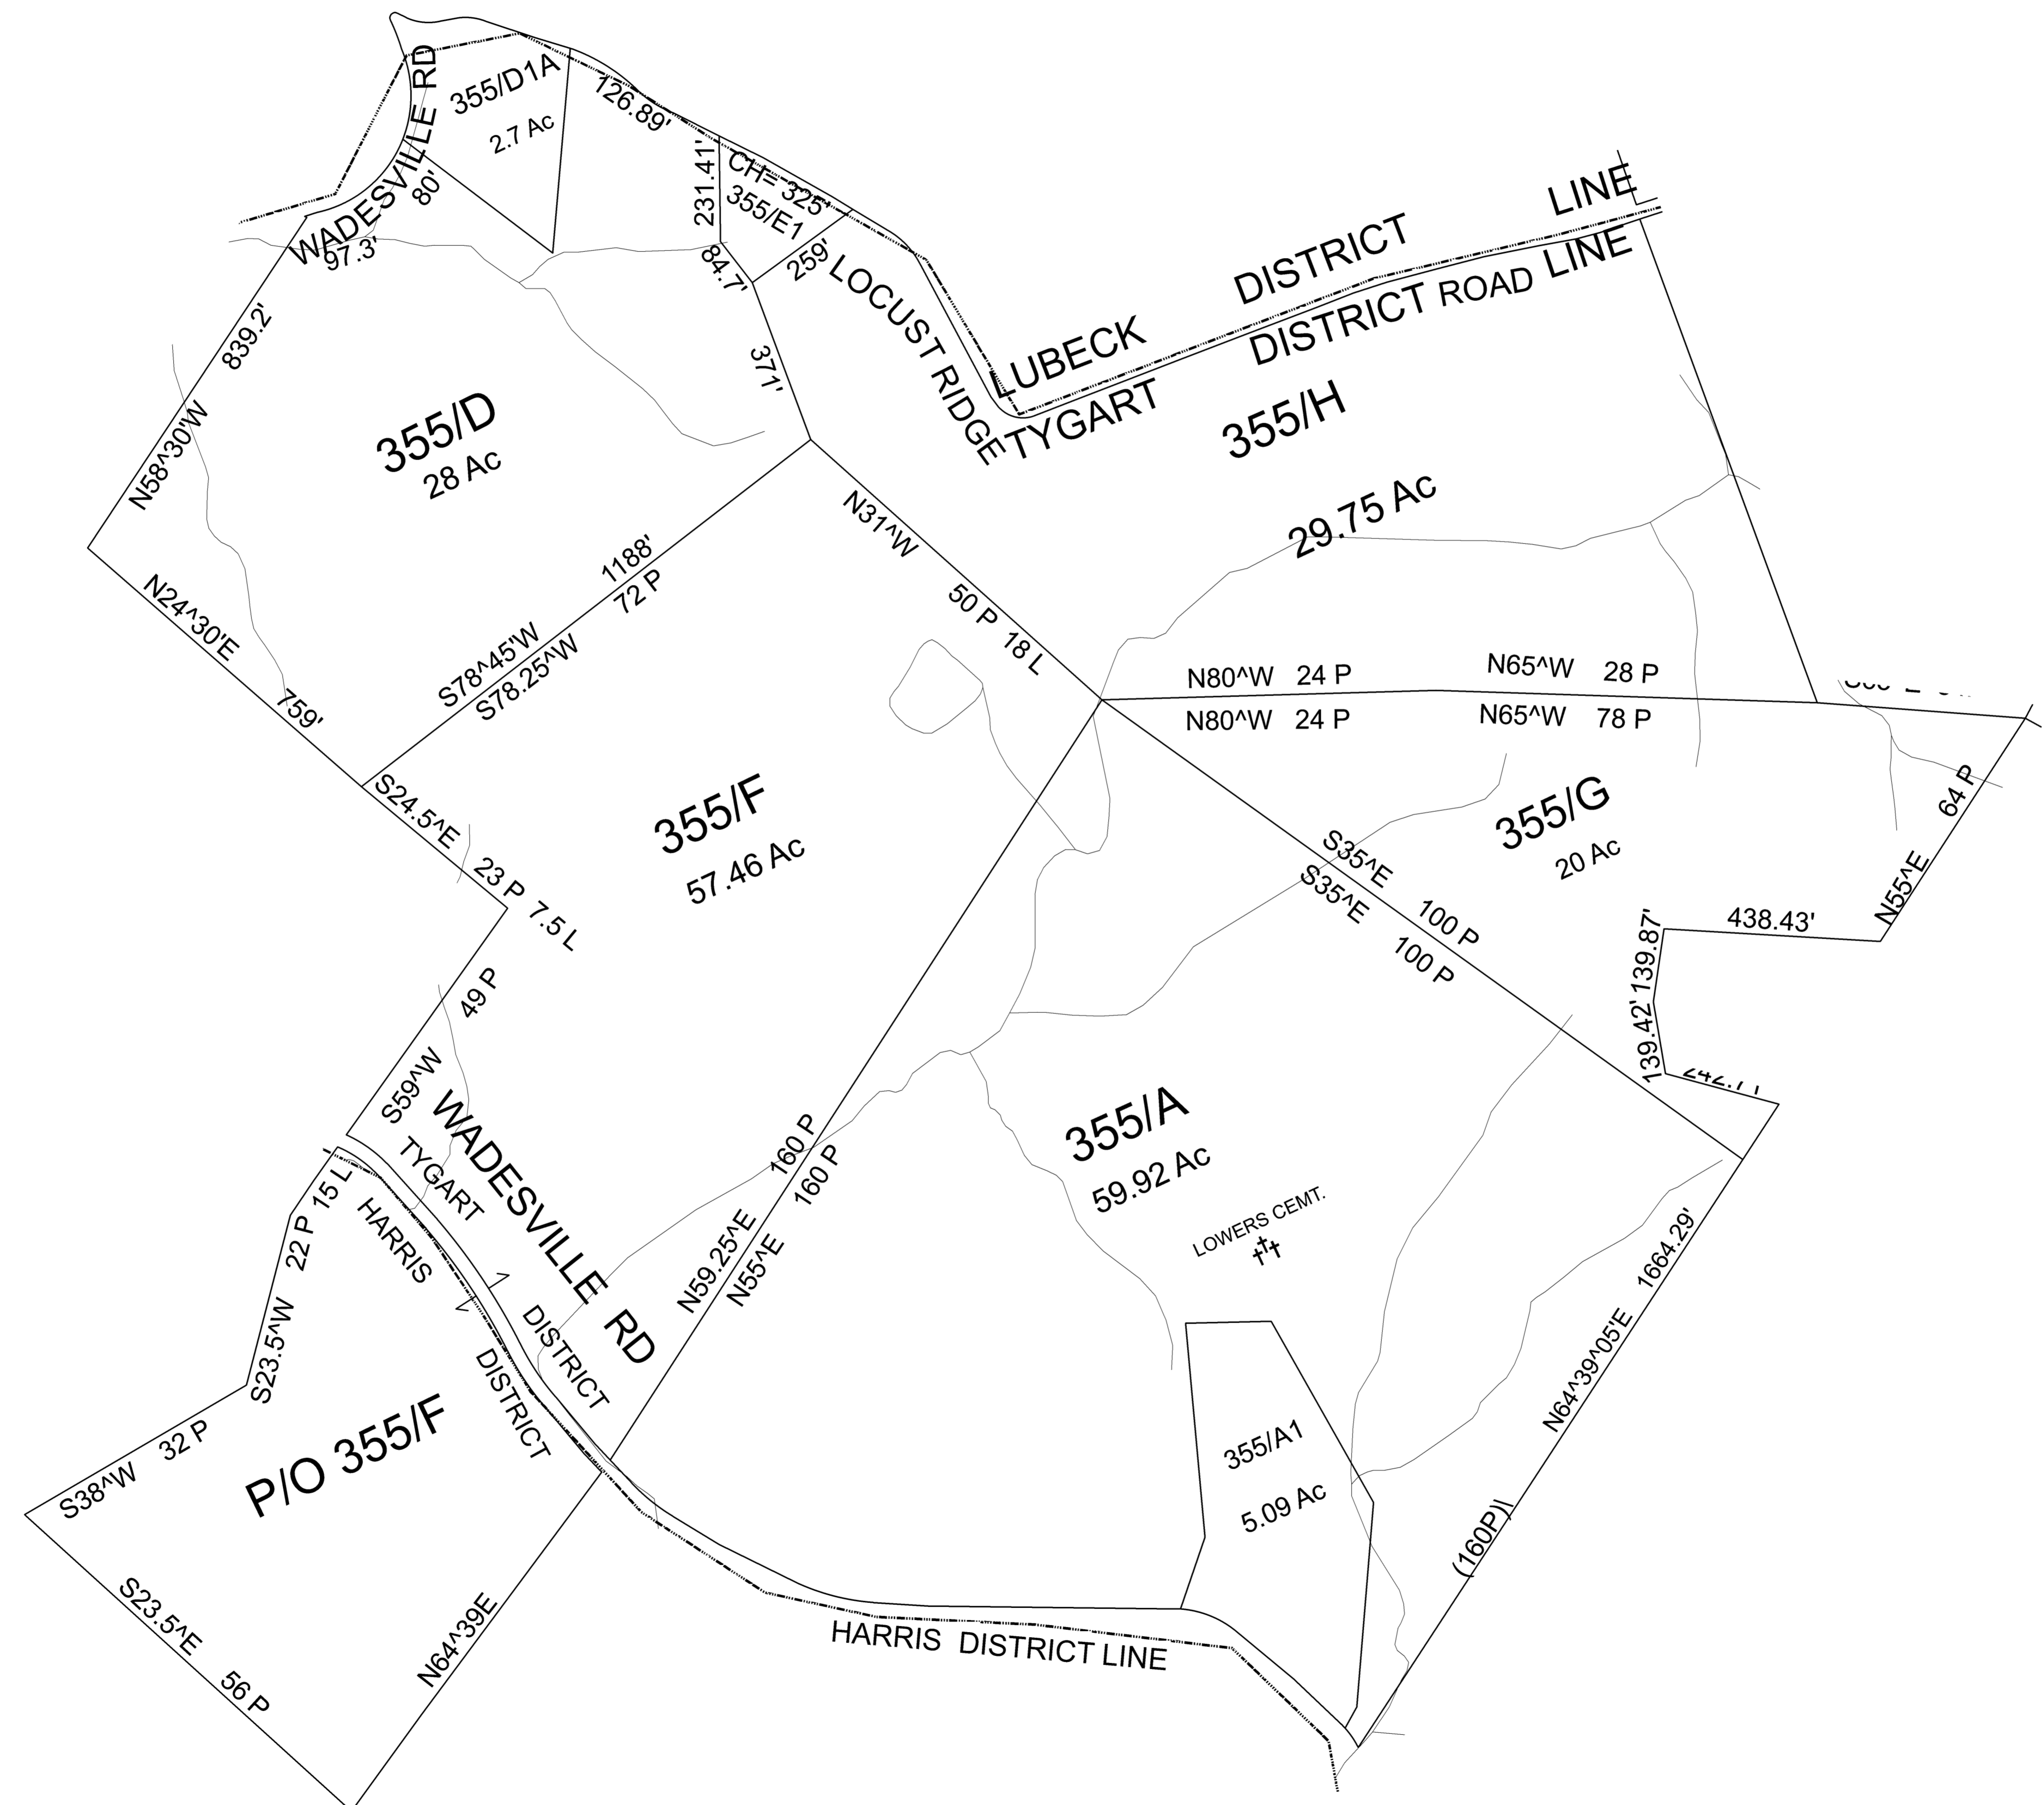 WADESVILLE RD
355/D1A
2.7 Ac
126.89'
80'
97.3'
231.41'
CH= 325'
355/E1
84.7'
259'
371'
LOCUST RIDGE
ROAD
LUBECK
DISTRICT
LINE
TYGART
DISTRICT
LINE
355/H
29.75 Ac
839.2'
N58^30'W
355/D
28 Ac
N24^30'E
759'
1188'
72 P
S78^45'W
S78.25^W
N31^W
50 P 18 L
N80^W 24 P
N65^W 28 P
N80^W 24 P
N65^W 78 P
64 P
N55^E
355/G
20 Ac
438.43'
139.87'
139.42'
S24.5^E
23 P 7.5 L
355/F
57.46 Ac
S35^E
100 P
S35^E
100 P
49 P
S59^W
WADESVILLE RD
TYGART
DISTRICT
HARRIS
DISTRICT
15 L
22 P
S23.5^W
32 P
S38^W
P/O 355/F
S23.5^E
56 P
N64^39E
160 P
160 P
N59.25^E
N55^E
355/A
59.92 Ac
LOWERS CEMT.
355/A1
5.09 Ac
1664.29'
N64^39^05'E
(160P)\
HARRIS DISTRICT LINE